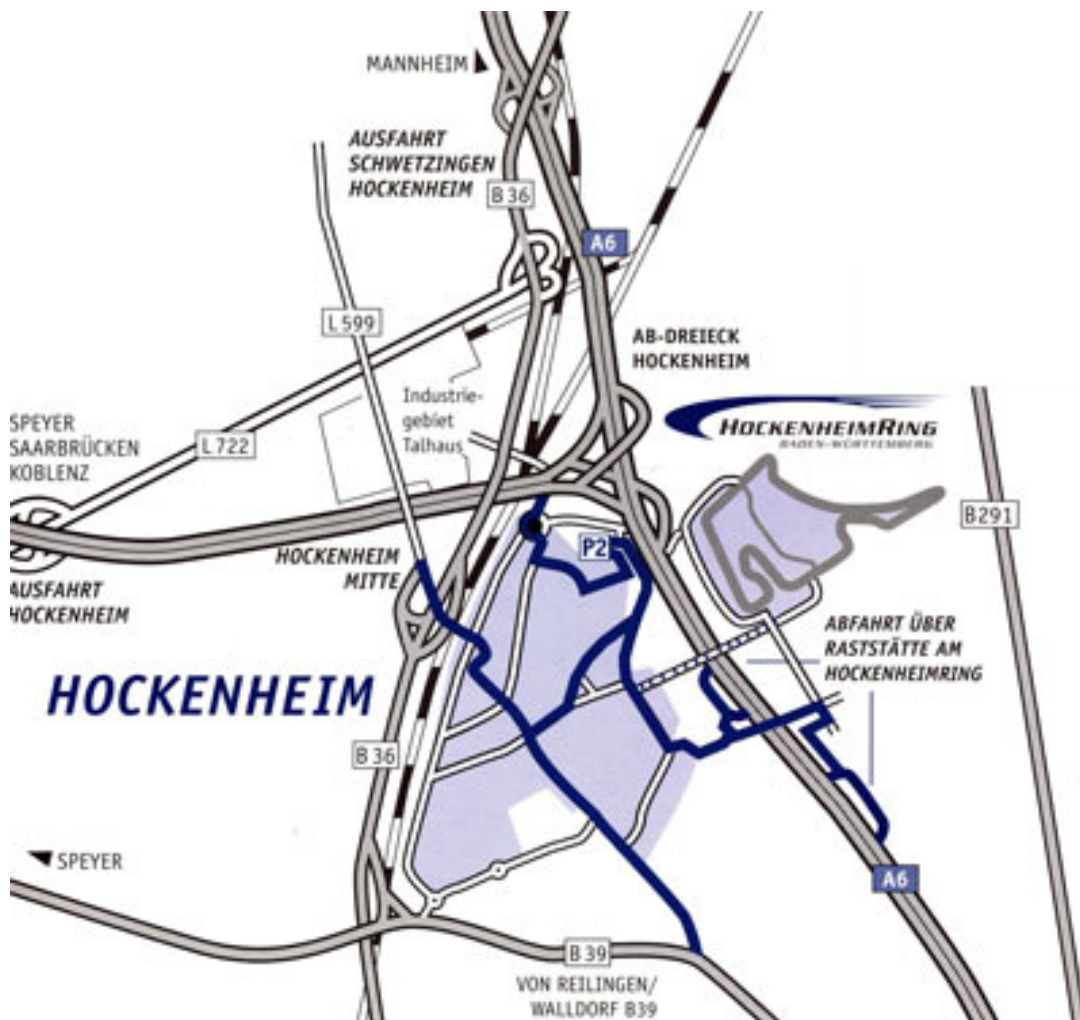 MANNHEIM
AUSFAHRT
SCHWETZINGEN
HOCKENHEIM
B 36
A6
L 599
AB-DREIECK
HOCKENHEIM
Industrie-
gebiet
Talhaus
HOCKENHEIMRING
BADEN-WÜRTTEMBERG
SPEYER
SAARBRÜCKEN
KOBLENZ
L 722
B 291
P2
HOCKENHEIM
MITTE
AUSFAHRT
HOCKENHEIM
ABFAHRT ÜBER
RASTSTÄTTE AM
HOCKENHEIMRING
HOCKENHEIM
B 36
SPEYER
A6
B 39
VON REILINGEN/
WALLDORF B39